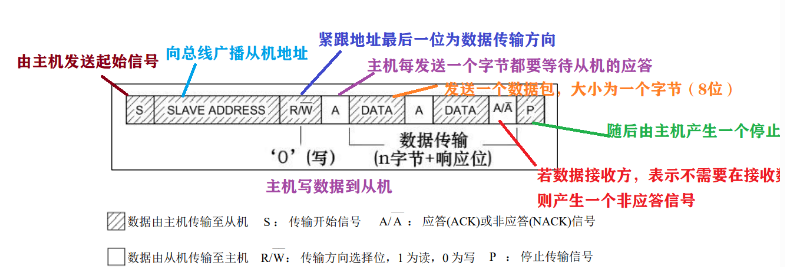 紧跟地址最后一位为数据传输方向
由主机发送起始信号
向总线广播从机地址
主机每发送一个字节都要等待从机的应答
发送一个数据包，大小为一个字节（8位）
S SLAVE ADDRESS R/W̅ A DATA A DATA A/A̅ P
随后由主机产生一个停止
'0'（写）
数据传输
(n字节+响应位)
主机写数据到从机
若数据接收方，表示不需要在接收数
则产生一个非应答信号
数据由主机传输至从机 S： 传输开始信号 A/A̅ ： 应答(ACK)或非应答(NACK)信号
数据由从机传输至主机 R/W̅： 传输方向选择位，1为读，0为写 P ： 停止传输信号